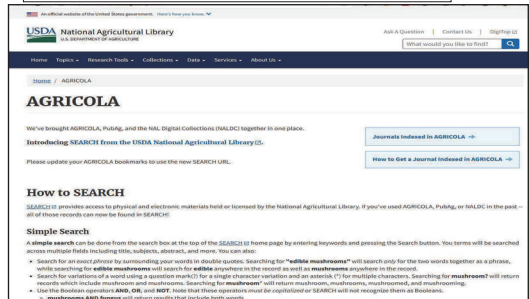 An official website of the United States government. Here's how you know.
USDA National Agricultural Library
U.S. DEPARTMENT OF AGRICULTURE
Ask A Question | Contact Us | DigiTop
What would you like to find?
Home Topics Research Tools Collections Data Services About Us
Home / AGRICOLA
AGRICOLA
We've brought AGRICOLA, PubAg, and the NAL Digital Collections (NALDC) together in one place.
Introducing SEARCH from the USDA National Agricultural Library.
Please update your AGRICOLA bookmarks to use the new SEARCH URL.
Journals Indexed in AGRICOLA
How to Get a Journal Indexed in AGRICOLA
How to SEARCH
SEARCH provides access to physical and electronic materials held or licensed by the National Agricultural Library. If you've used AGRICOLA, PubAg, or NALDC in the past --
all of those records can now be found in SEARCH!
Simple Search
A simple search can be done from the search box at the top of the SEARCH home page by entering keywords and pressing the Search button. You terms will be searched
across multiple fields including title, subjects, abstract, and more. You can also:
• Search for an exact phrase by surrounding your words in double quotes. Searching for "edible mushrooms" will search only for the two words together as a phrase,
while searching for edible mushrooms will search for edible anywhere in the record as well as mushrooms anywhere in the record.
• Search for variations of a word using a question mark(?) for a single character variation and an asterisk (*) for multiple characters. Searching for mushroom? will return
records which include mushroom and mushrooms. Searching for mushroom* will return mushroom, mushrooms, mushroomed, and mushrooming.
• Use the Boolean operators AND, OR, and NOT. Note that these operators must be capitalized or SEARCH will not recognize them as Booleans.
mushrooms AND fungus will return results that include both words.